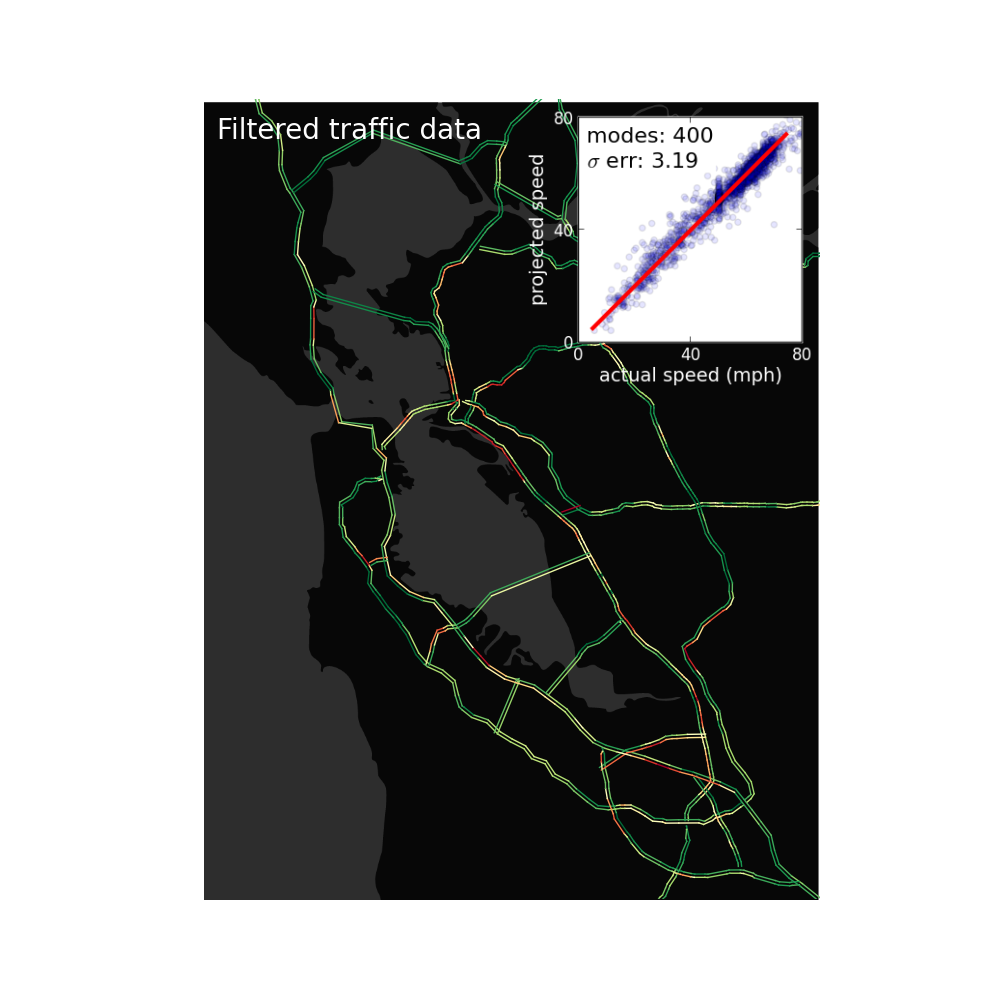 Filtered traffic data
modes: 400
σ err: 3.19
projected speed
80
40
0
0 40 80
actual speed (mph)